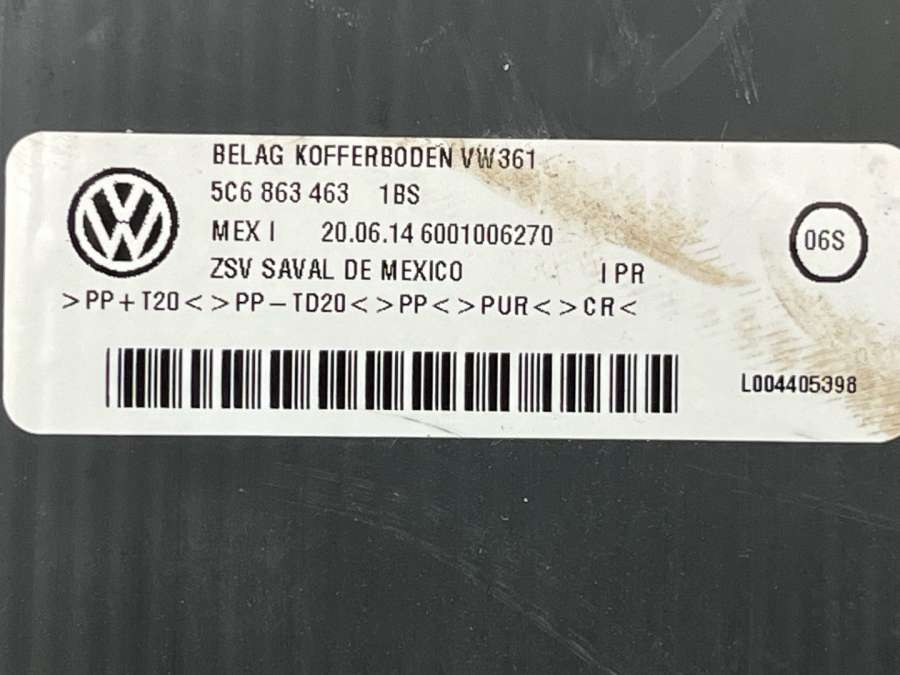 BELAG KOFFERBODEN VW361
5C6 863 463 1BS
MEX I 20.06.14 6001006270
ZSV SAVAL DE MEXICO I PR
06S
>PP+T20<>PP-TD20<>PP<>PUR<>CR<
L004405398